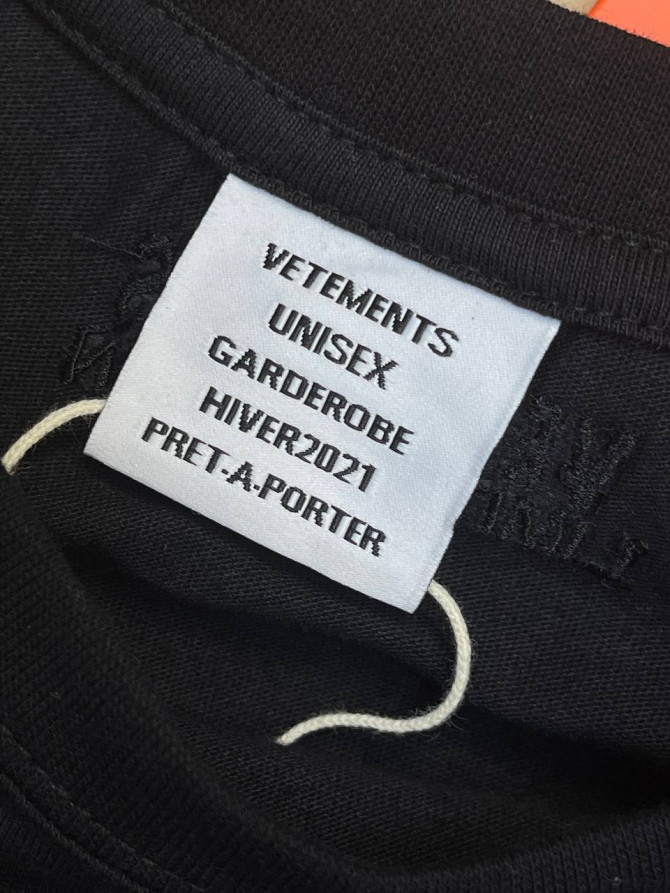 VETEMENTS
UNISEX
GARDEROBE
HIVER2021
PRET-A-PORTER